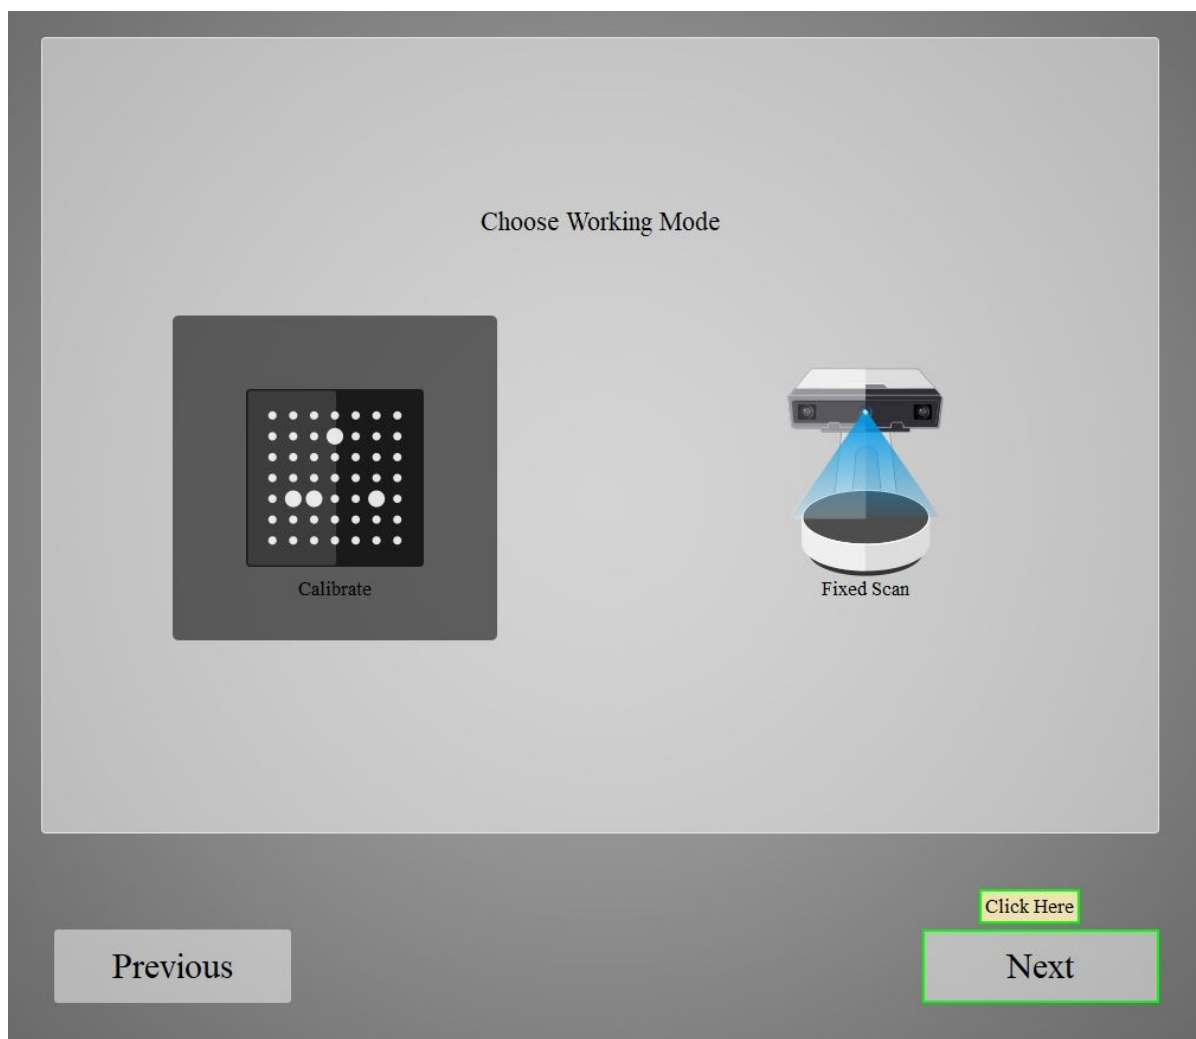 Choose Working Mode
Calibrate
Fixed Scan
Click Here
Previous
Next